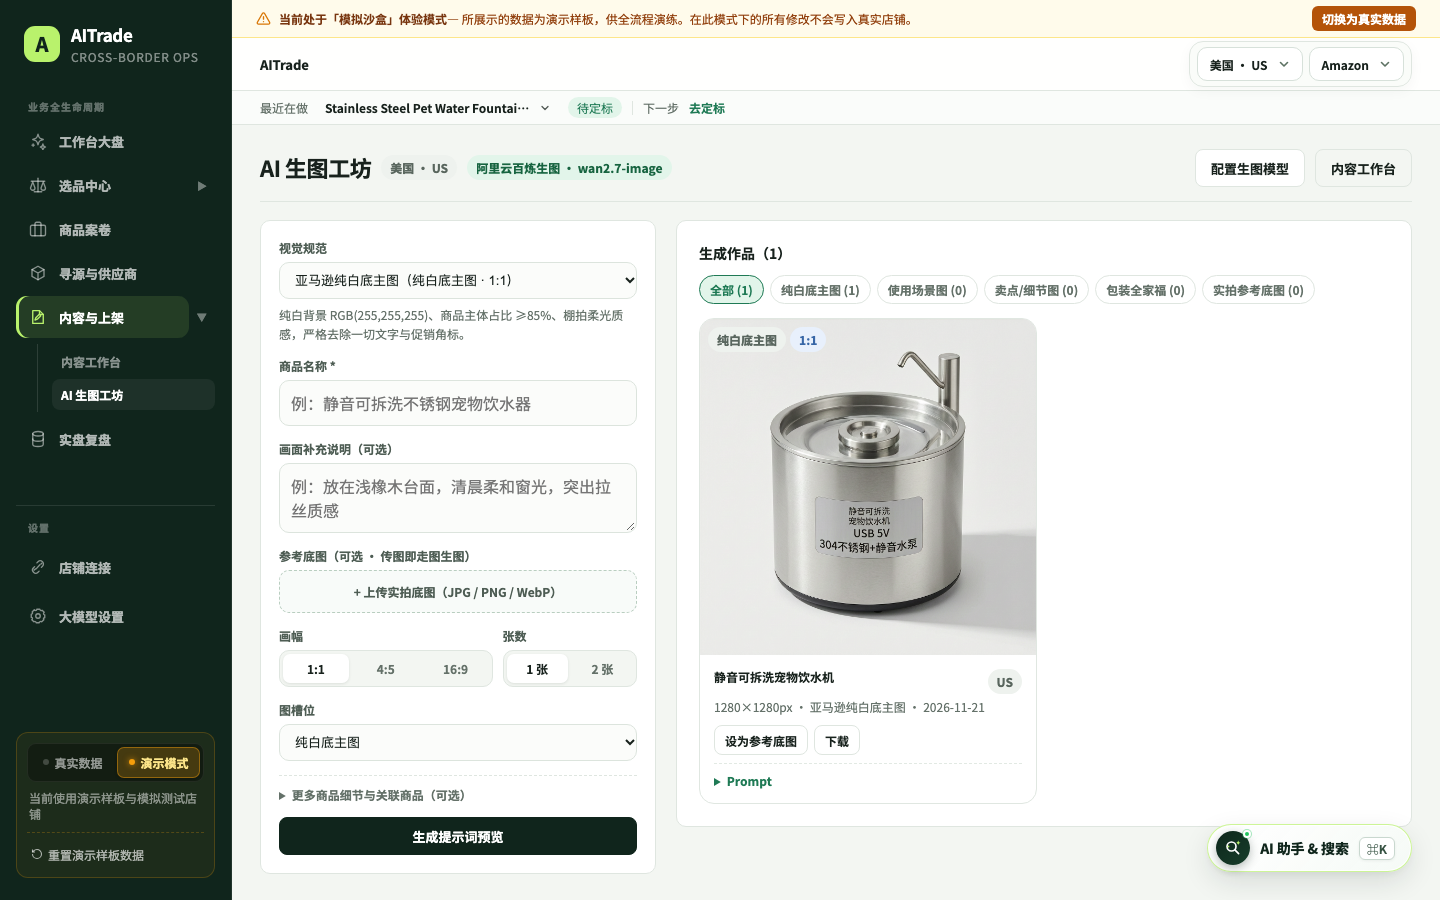 A
AITrade
CROSS-BORDER OPS
业务全生命周期
工作台大盘
选品中心
商品案卷
寻源与供应商
内容与上架
内容工作台
AI 生图工坊
实盘复盘
设置
店铺连接
大模型设置
真实数据
演示模式
当前使用演示样板与模拟测试店
铺
重置演示样板数据
当前处于「模拟沙盒」体验模式— 所展示的数据为演示样板，供全流程演练。在此模式下的所有修改不会写入真实店铺。
切换为真实数据
AITrade
美国 · US
Amazon
最近在做
Stainless Steel Pet Water Fountai···
待定标
下一步
去定标
AI 生图工坊
美国 · US
阿里云百炼生图 · wan2.7-image
配置生图模型
内容工作台
视觉规范
亚马逊纯白底主图（纯白底主图 · 1:1）
纯白背景 RGB(255,255,255)、商品主体占比 ≥85%、棚拍柔光质
感，严格去除一切文字与促销角标。
商品名称 *
例：静音可拆洗不锈钢宠物饮水器
画面补充说明（可选）
例：放在浅橡木台面，清晨柔和窗光，突出拉
丝质感
参考底图（可选 · 传图即走图生图）
+ 上传实拍底图（JPG / PNG / WebP）
画幅
张数
1:1
4:5
16:9
1 张
2 张
图槽位
纯白底主图
更多商品细节与关联商品（可选）
生成提示词预览
生成作品（1）
全部 (1)
纯白底主图 (1)
使用场景图 (0)
卖点/细节图 (0)
包装全家福 (0)
实拍参考底图 (0)
纯白底主图
1:1
静音可拆洗
宠物饮水机
USB 5V
304不锈钢+静音水泵
静音可拆洗宠物饮水机
US
1280×1280px · 亚马逊纯白底主图 · 2026-11-21
设为参考底图
下载
Prompt
AI 助手 & 搜索
⌘K